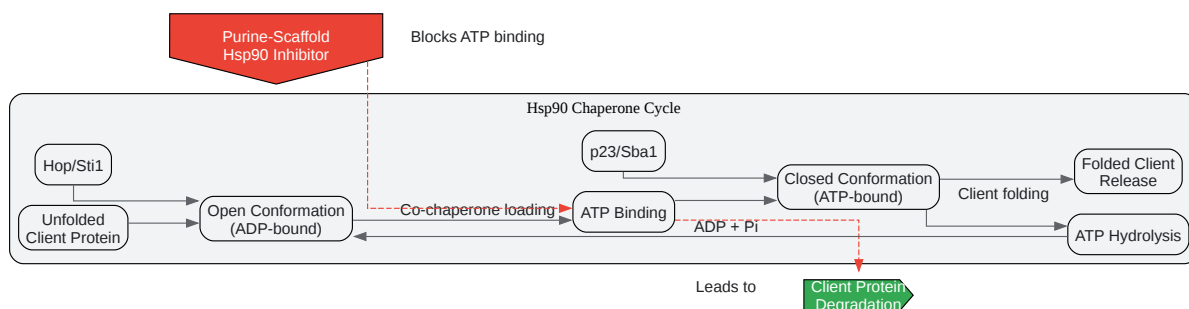 Purine-Scaffold
Hsp90 Inhibitor
Blocks ATP binding
Hsp90 Chaperone Cycle
Hop/Sti1
p23/Sba1
Unfolded
Client Protein
Open Conformation
(ADP-bound)
Co-chaperone loading
ATP Binding
Closed Conformation
(ATP-bound)
Client folding
Folded Client
Release
ADP + Pi
ATP Hydrolysis
Leads to
Client Protein
Degradation